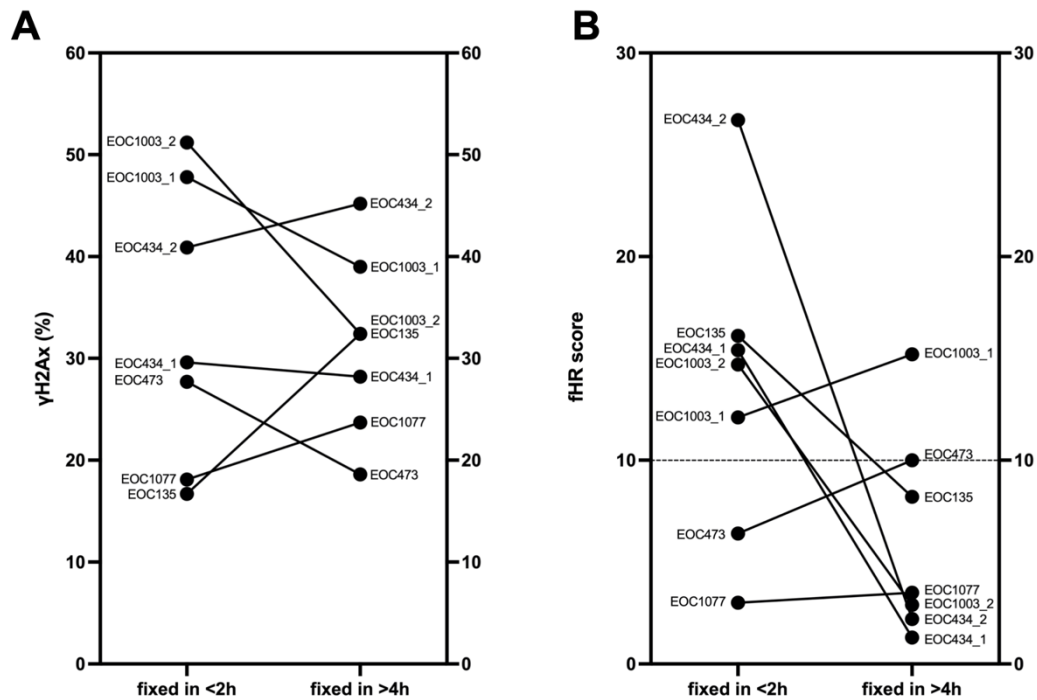 A
60
50
40
30
20
10
0
γH2Ax (%)
EOC1003_2
EOC1003_1
EOC434_2
EOC434_1
EOC473
EOC1077
EOC135
EOC434_2
EOC1003_1
EOC1003_2
EOC135
EOC434_1
EOC1077
EOC473
60
50
40
30
20
10
0
fixed in <2h
fixed in >4h
B
30
20
10
0
fHR score
EOC434_2
EOC135
EOC434_1
EOC1003_2
EOC1003_1
EOC473
EOC1077
EOC1003_1
EOC473
EOC135
EOC1077
EOC1003_2
EOC434_2
EOC434_1
30
20
10
0
fixed in <2h
fixed in >4h